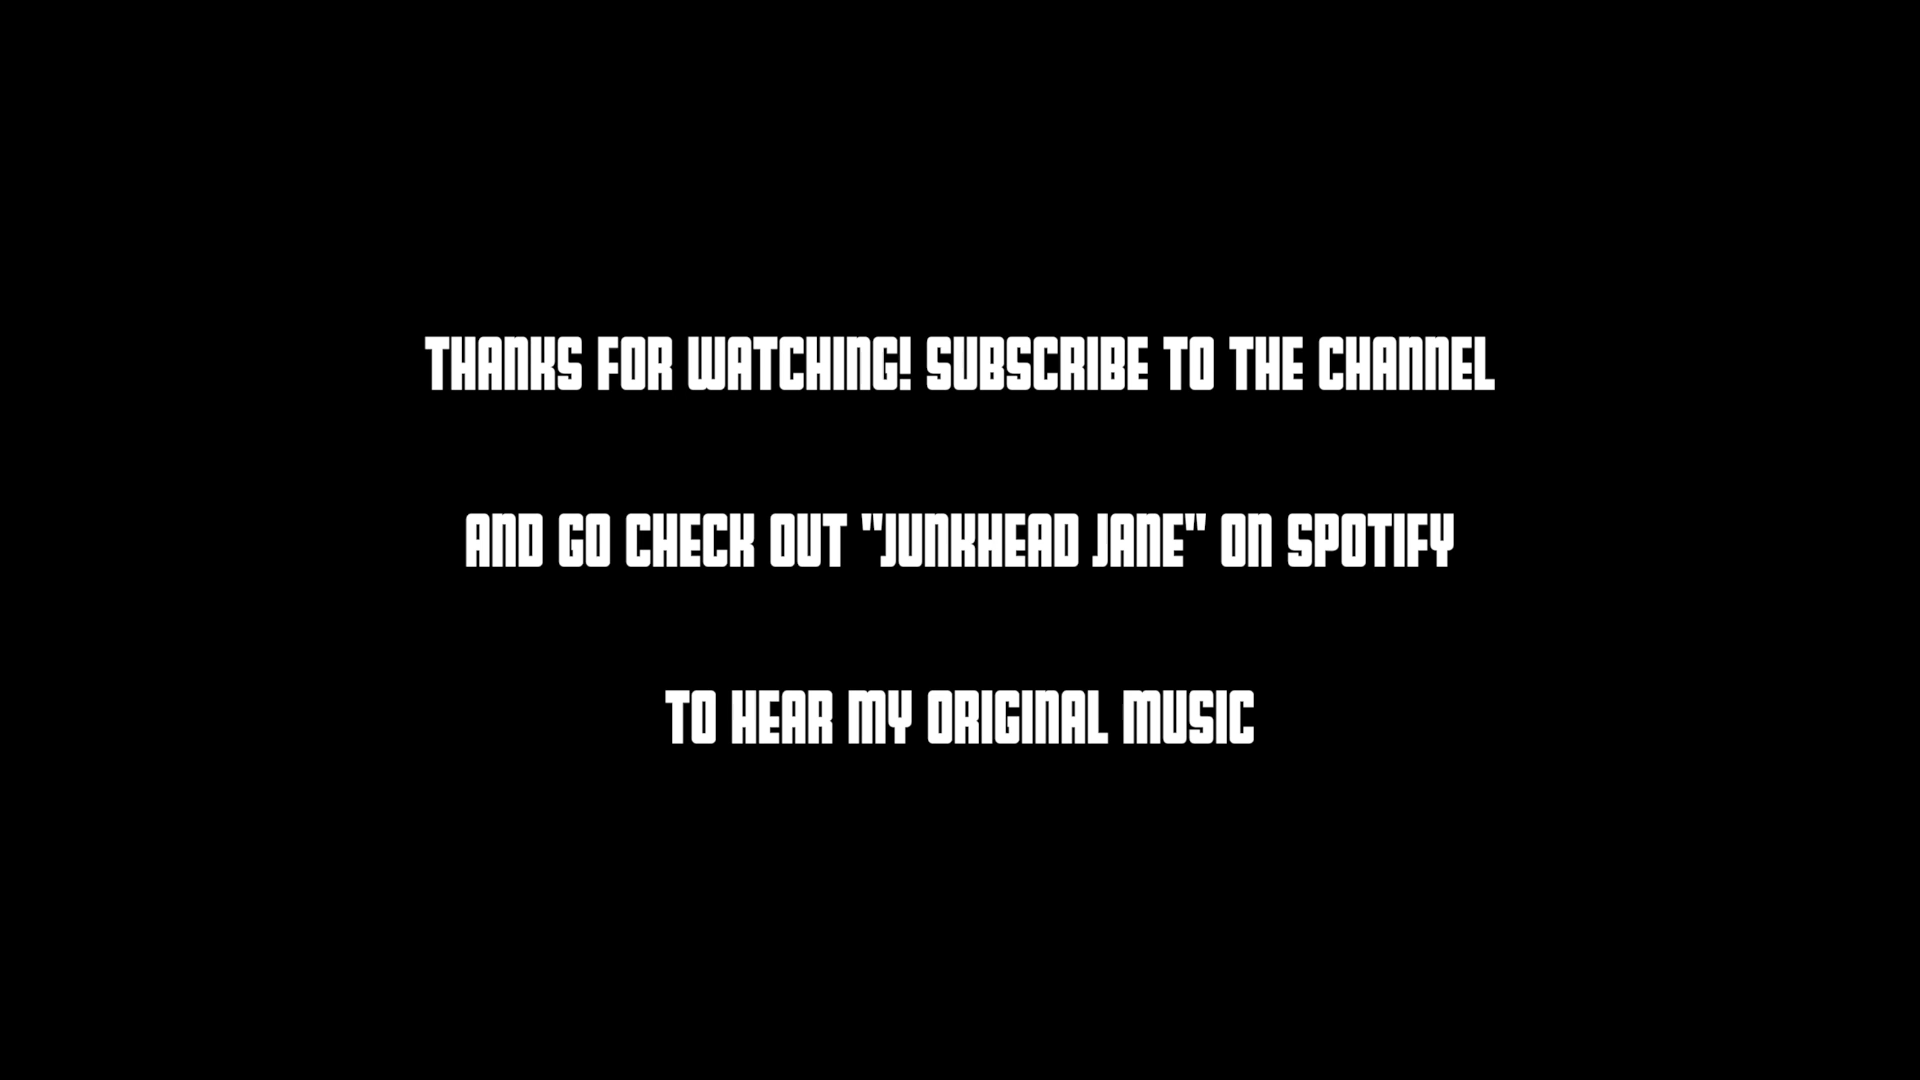 THANKS FOR WATCHING! SUBSCRIBE TO THE CHANNEL
AND GO CHECK OUT "JUNKHEAD JANE" ON SPOTIFY
TO HEAR MY ORIGINAL MUSIC